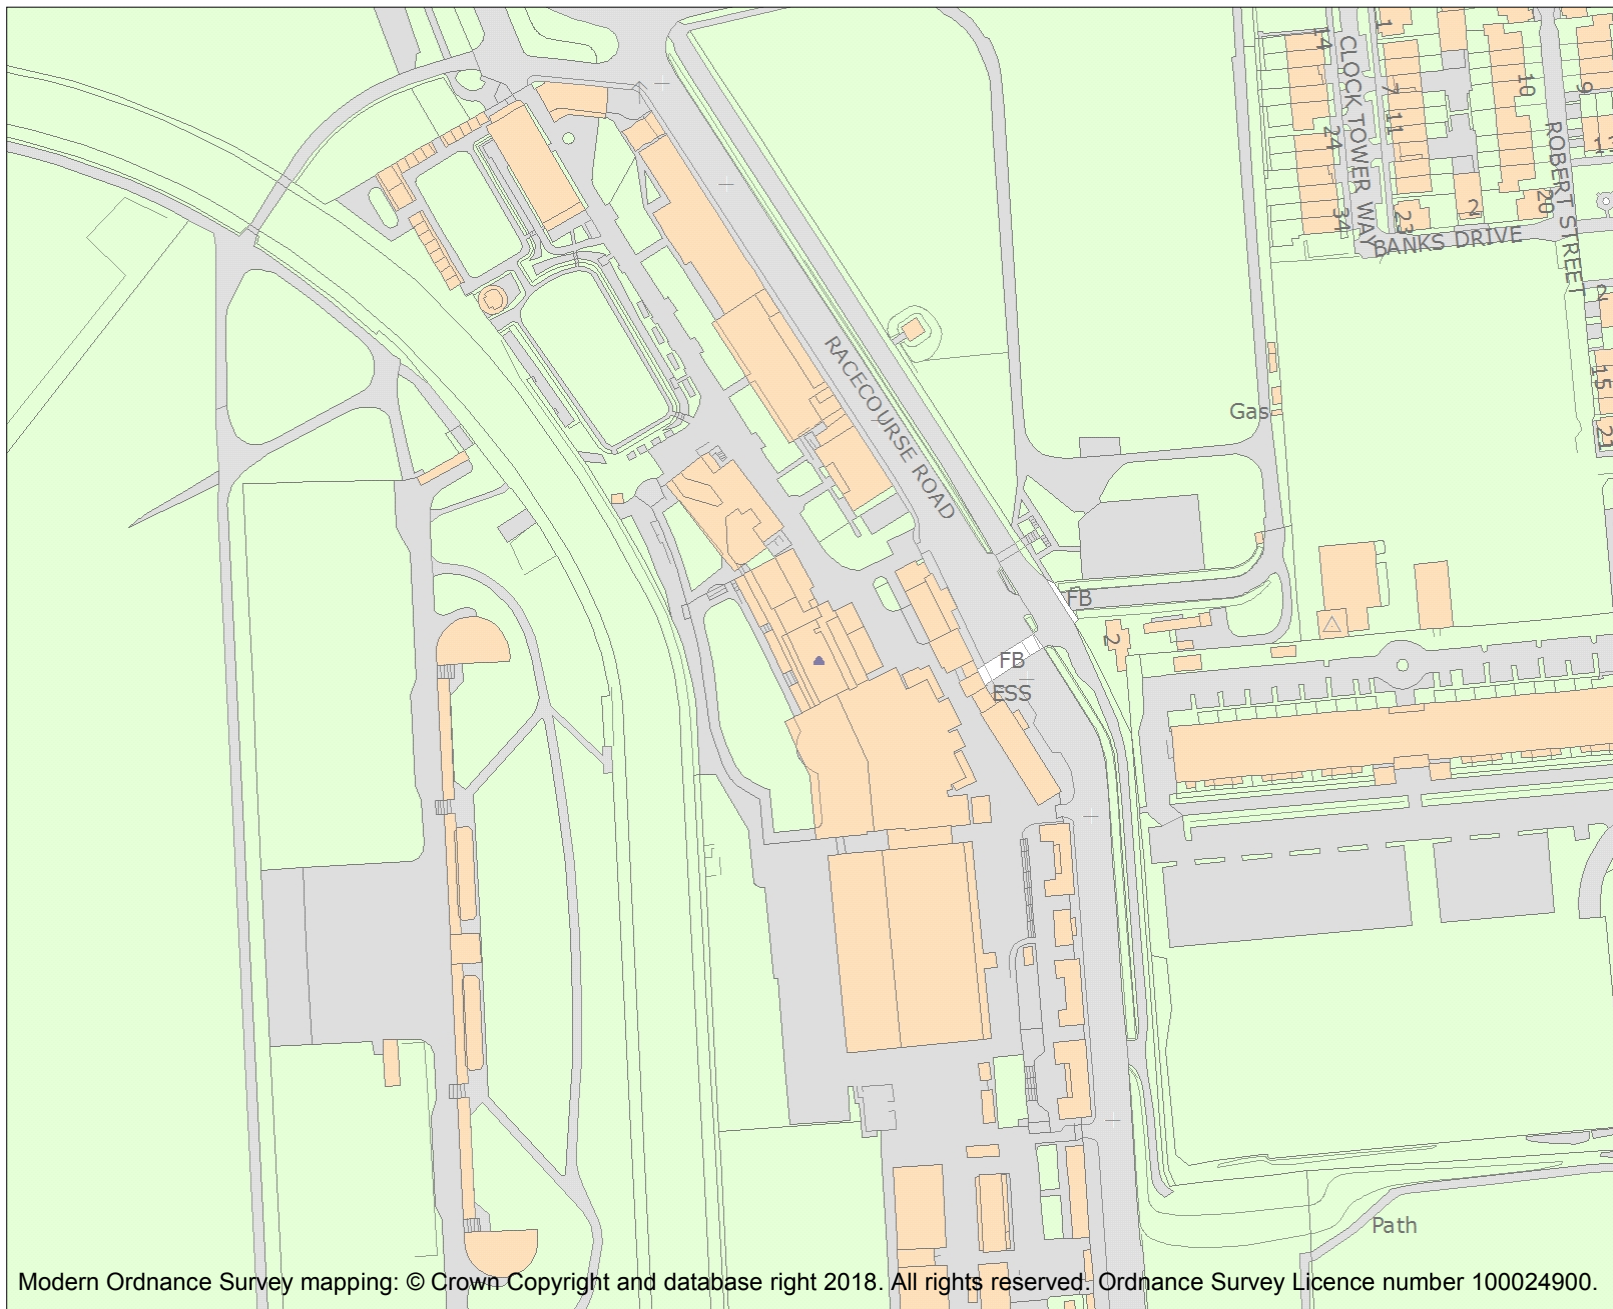 1
14
CLOCK TOWER WAY
7
10
9
11
24
ROBERT STREET
34
23
2
20
BANKS DRIVE
2
RACECOURSE ROAD
15
Gas
21
FB
2
FB
ESS
Path
Modern Ordnance Survey mapping: © Crown Copyright and database right 2018. All rights reserved. Ordnance Survey Licence number 100024900.